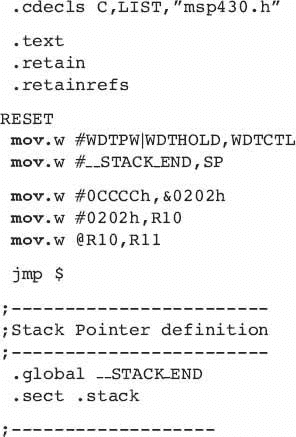 .cdecls C,LIST,"msp430.h"
.text
.retain
.retainrefs
RESET
mov.w #WDTPW|WDTHOLD,WDTCTL
mov.w #__STACK_END,SP
mov.w #0CCCCh,&0202h
mov.w #0202h,R10
mov.w @R10,R11
jmp $
;------------------------
;Stack Pointer definition
;------------------------
.global __STACK_END
.sect .stack
;-------------------